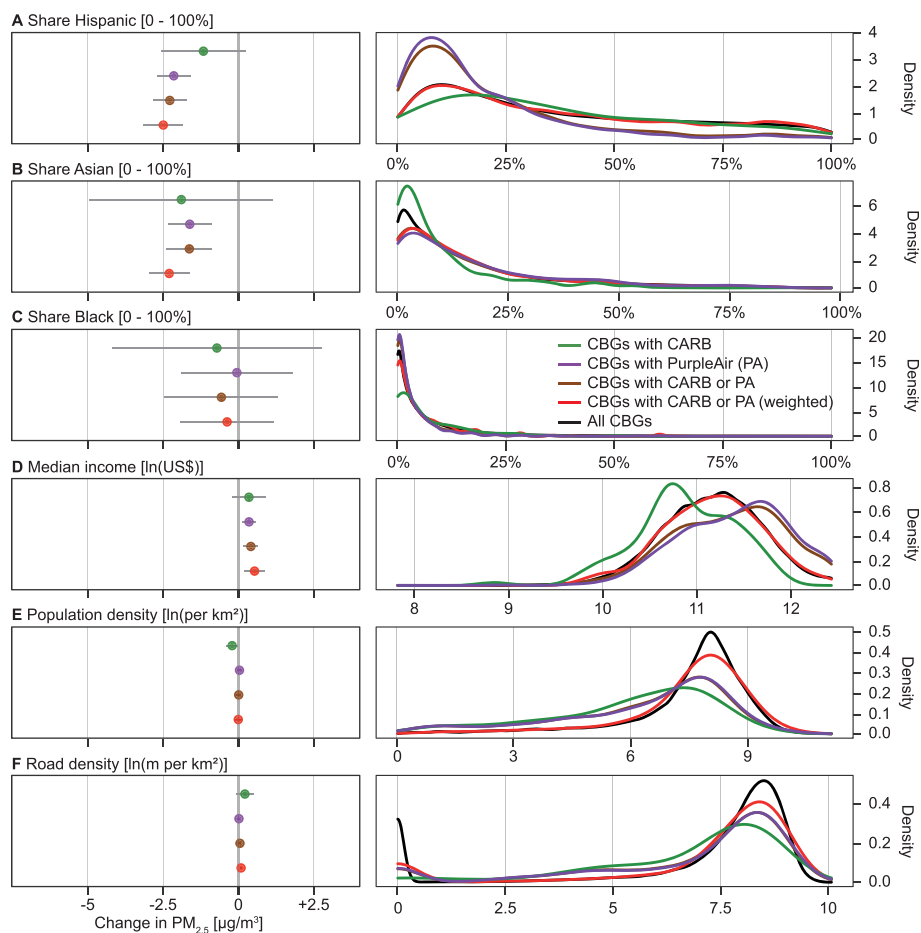 A Share Hispanic [0 - 100%]
4
3
2
1
0
Density
0% 25% 50% 75% 100%
B Share Asian [0 - 100%]
6
4
2
0
Density
0% 25% 50% 75% 100%
C Share Black [0 - 100%]
CBGs with CARB
CBGs with PurpleAir (PA)
CBGs with CARB or PA
CBGs with CARB or PA (weighted)
All CBGs
20
15
10
5
0
Density
0% 25% 50% 75% 100%
D Median income [ln(US$)]
0.8
0.6
0.4
0.2
0.0
Density
8 9 10 11 12
E Population density [ln(per km²)]
0.5
0.4
0.3
0.2
0.1
0.0
Density
0 3 6 9
F Road density [ln(m per km²)]
0.4
0.2
0.0
Density
-5 -2.5 0 +2.5
Change in PM2.5 [µg/m³]
0 2.5 5 7.5 10